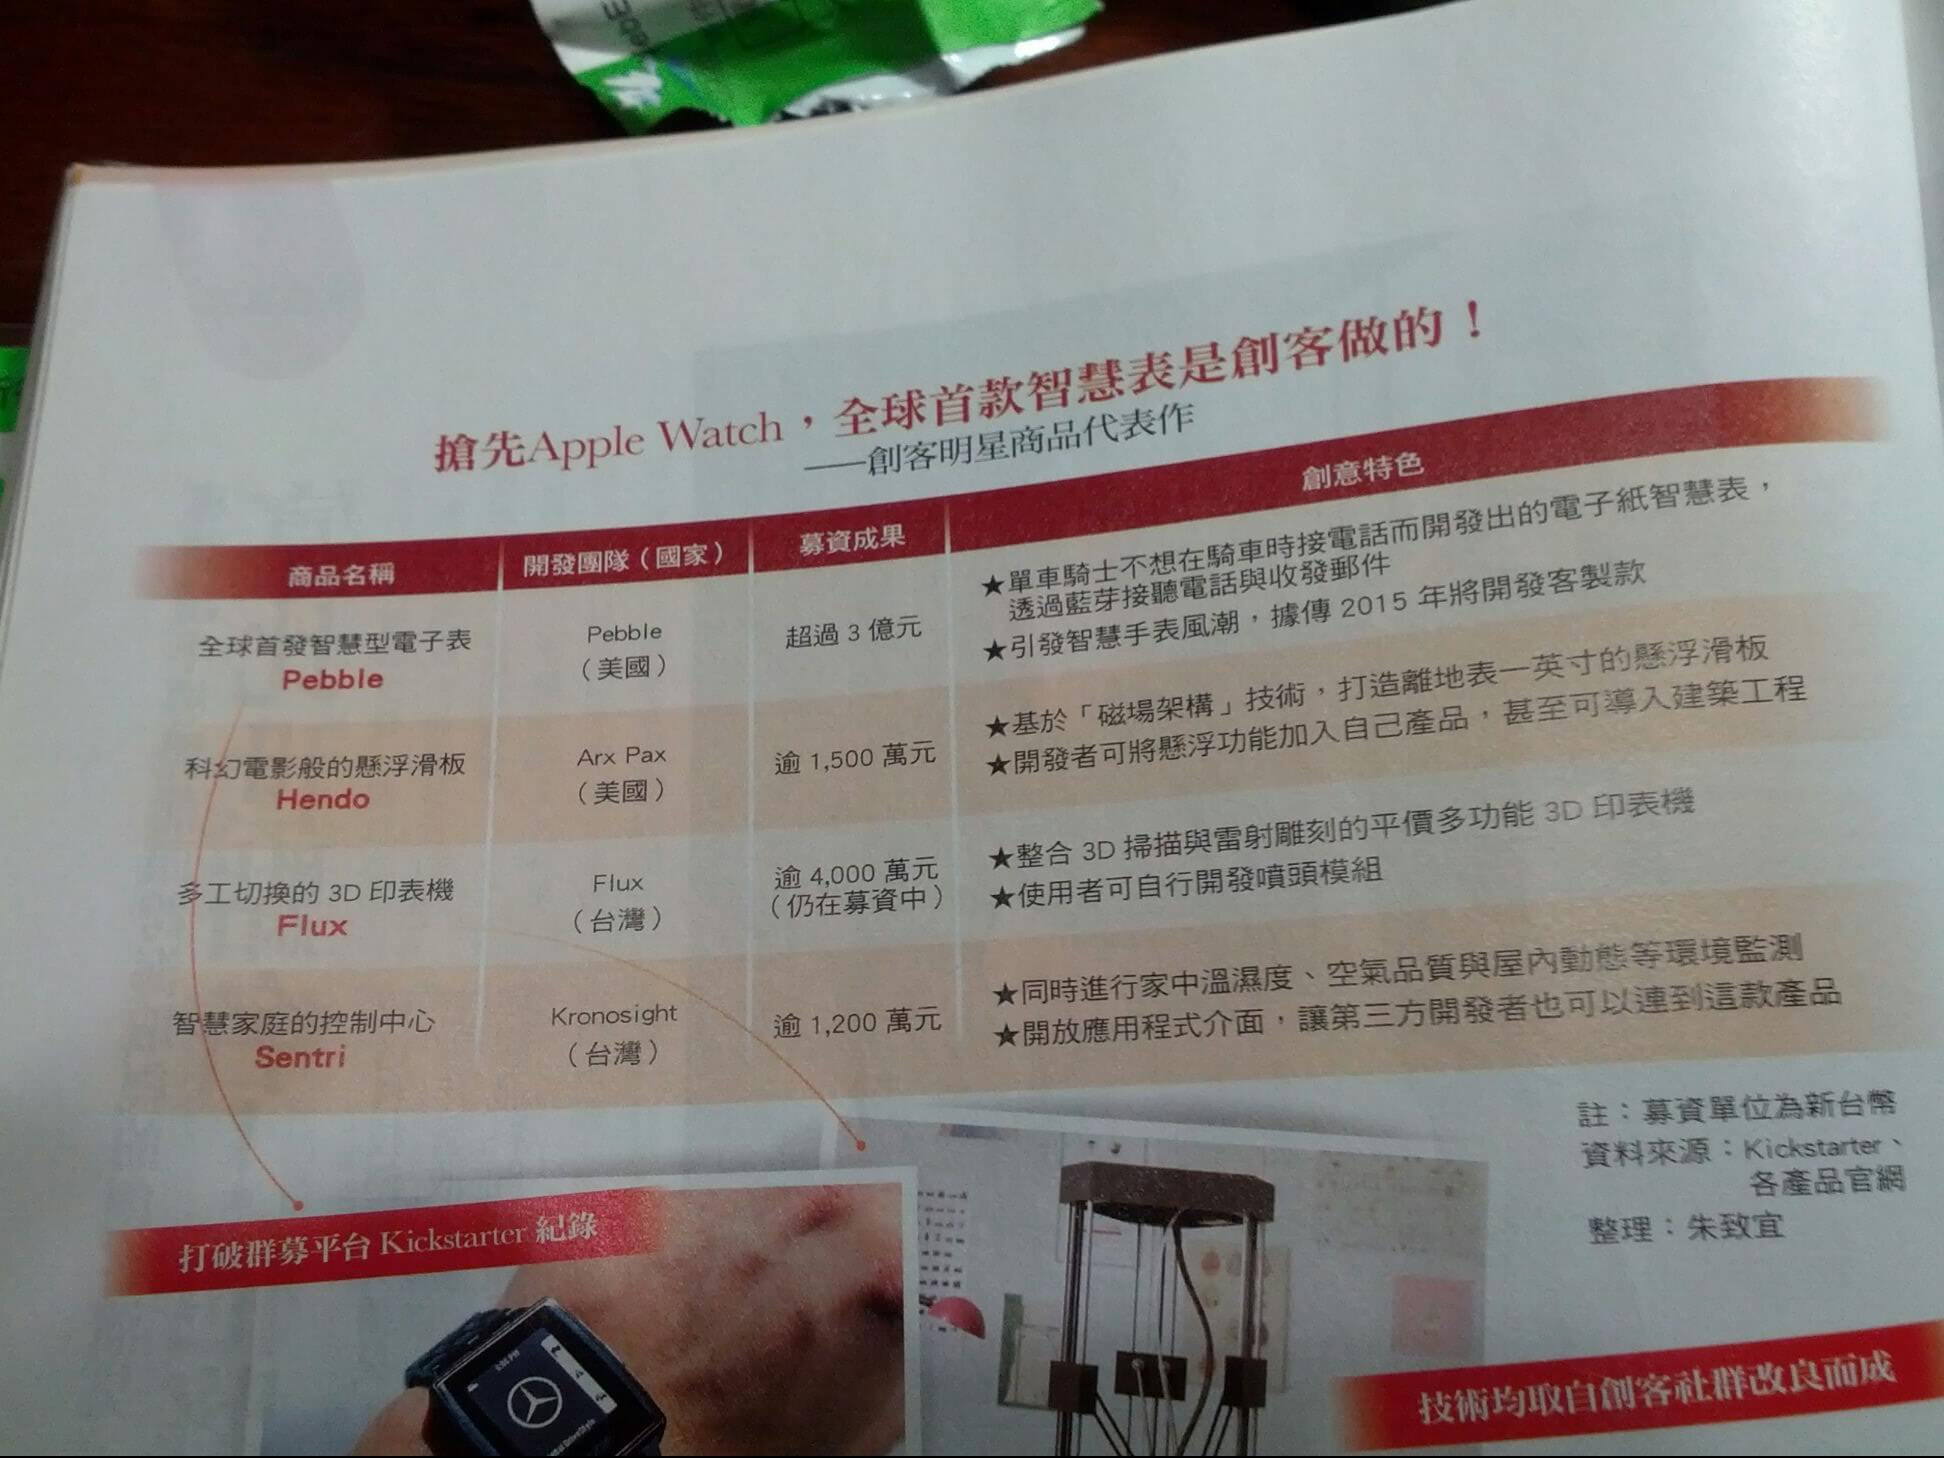 搶先Apple Watch，全球首款智慧表是創客做的！
——創客明星商品代表作
商品名稱
開發團隊（國家）
募資成果
創意特色
全球首發智慧型電子表
Pebble
Pebble
（美國）
超過 3 億元
★單車騎士不想在騎車時接電話而開發出的電子紙智慧表，
透過藍芽接聽電話與收發郵件
★引發智慧手表風潮，據傳 2015 年將開發客製款
科幻電影般的懸浮滑板
Hendo
Arx Pax
（美國）
逾 1,500 萬元
★基於「磁場架構」技術，打造離地表一英寸的懸浮滑板
★開發者可將懸浮功能加入自己產品，甚至可導入建築工程
多工切換的 3D 印表機
Flux
Flux
（台灣）
逾 4,000 萬元
（仍在募資中）
★整合 3D 掃描與雷射雕刻的平價多功能 3D 印表機
★使用者可自行開發噴頭模組
智慧家庭的控制中心
Sentri
Kronosight
（台灣）
逾 1,200 萬元
★同時進行家中溫濕度、空氣品質與屋內動態等環境監測
★開放應用程式介面，讓第三方開發者也可以連到這款產品
註：募資單位為新台幣
資料來源：Kickstarter、
各產品官網
整理：朱致宜
打破群募平台 Kickstarter 紀錄
技術均取自創客社群改良而成